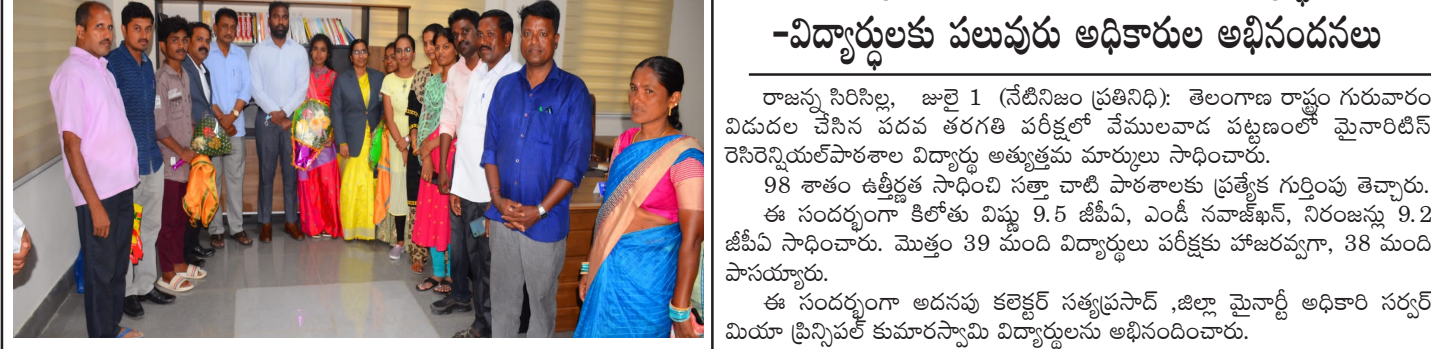 -విద్యార్థులకు పలువురు అధికారుల అభినందనలు
రాజన్న సిరిసిల్ల, జులై 1 (నేటినిజం ప్రతినిధి): తెలంగాణ రాష్ట్రం గురువారం
విడుదల చేసిన పదవ తరగతి పరీక్షలో వేములవాడ పట్టణంలో మైనారిటీస్
రెసిరెన్షియల్‌పాఠశాల విద్యార్థు అత్యుత్తమ మార్కులు సాధించారు.
98 శాతం ఉత్తీర్ణత సాధించి సత్తా చాటి పాఠశాలకు ప్రత్యేక గుర్తింపు తెచ్చారు.
ఈ సందర్భంగా కిలోతు విష్ణు 9.5 జీపీఏ, ఎండీ నవాజ్‌ఖన్, నిరంజన్లు 9.2
జీపీఏ సాధించారు. మొత్తం 39 మంది విద్యార్థులు పరీక్షకు హాజరవ్వగా, 38 మంది
పాసయ్యారు.
ఈ సందర్భంగా అదనపు కలెక్టర్ సత్యప్రసాద్ ,జిల్లా మైనార్టీ అధికారి సర్వర్
మియా ప్రిన్సిపల్ కుమారస్వామి విద్యార్థులను అభినందించారు.